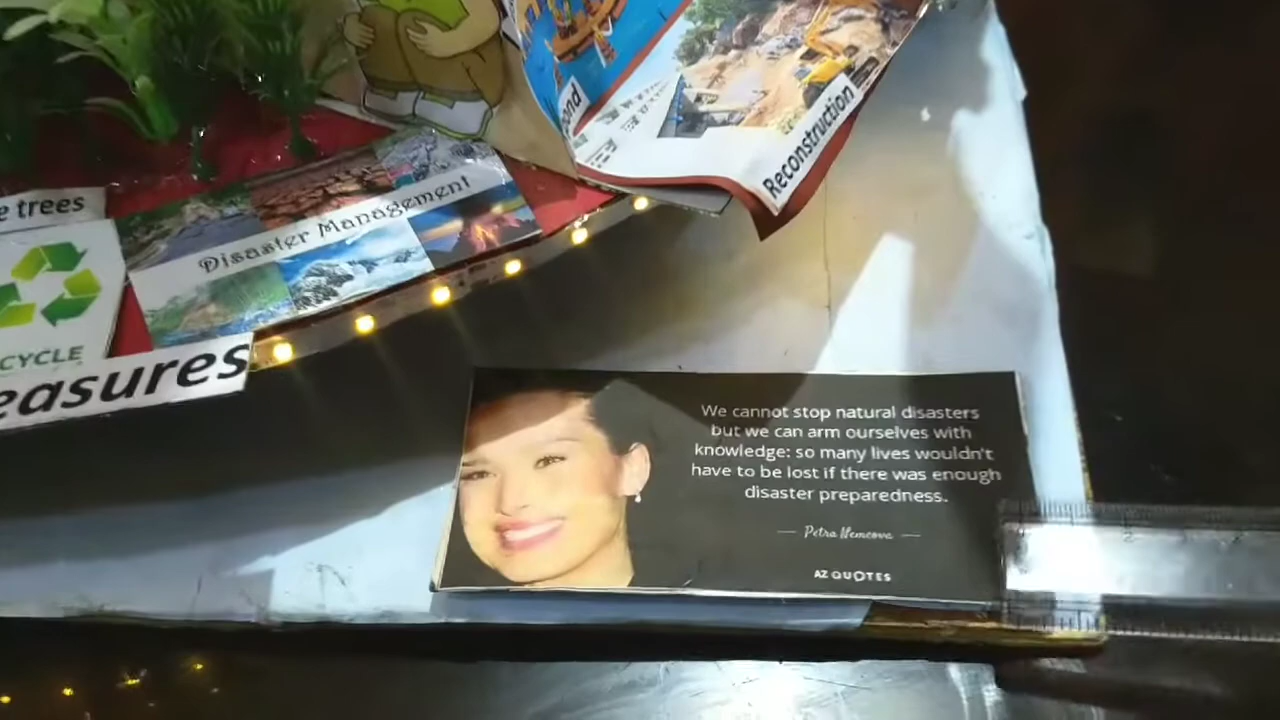 ond
Reconstruction
e trees
Disaster Management
CYCLE
easures
We cannot stop natural disasters
but we can arm ourselves with
knowledge: so many lives wouldn't
have to be lost if there was enough
disaster preparedness.
Petra Nemcova
AZ QUOTES